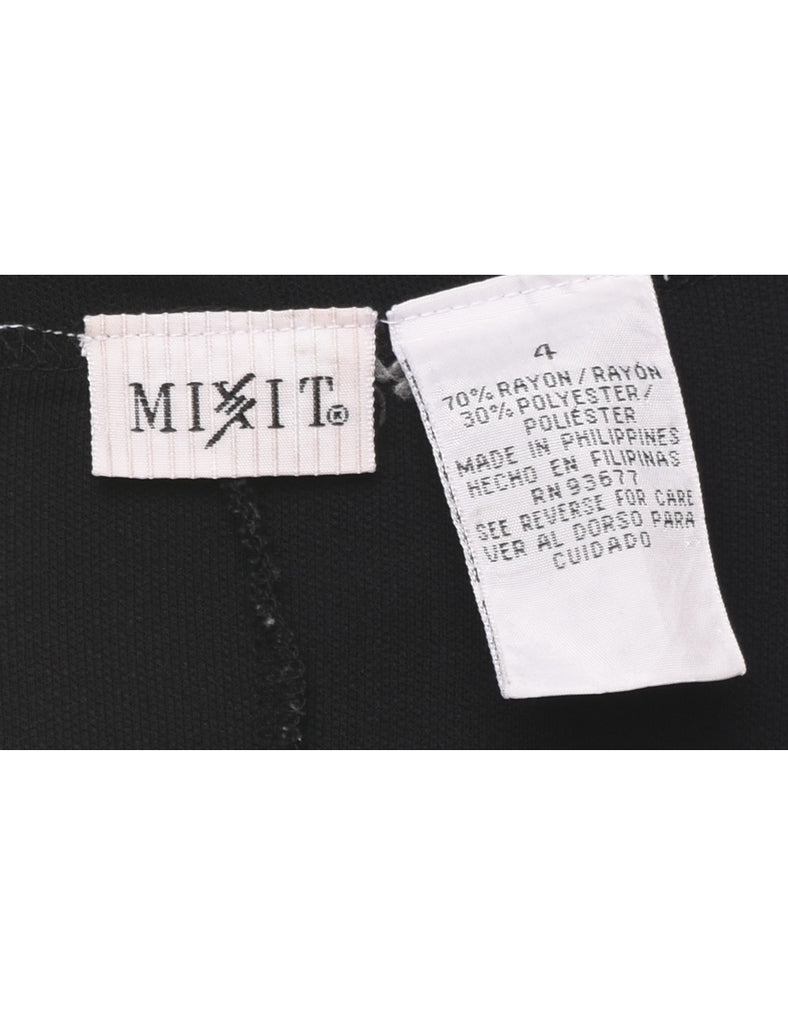 MIXIT®
4
70% RAYON / RAYÓN
30% POLYESTER /
POLIÉSTER
MADE IN PHILIPPINES
HECHO EN FILIPINAS
RN 93677
SEE REVERSE FOR CARE
VER AL DORSO PARA
CUIDADO